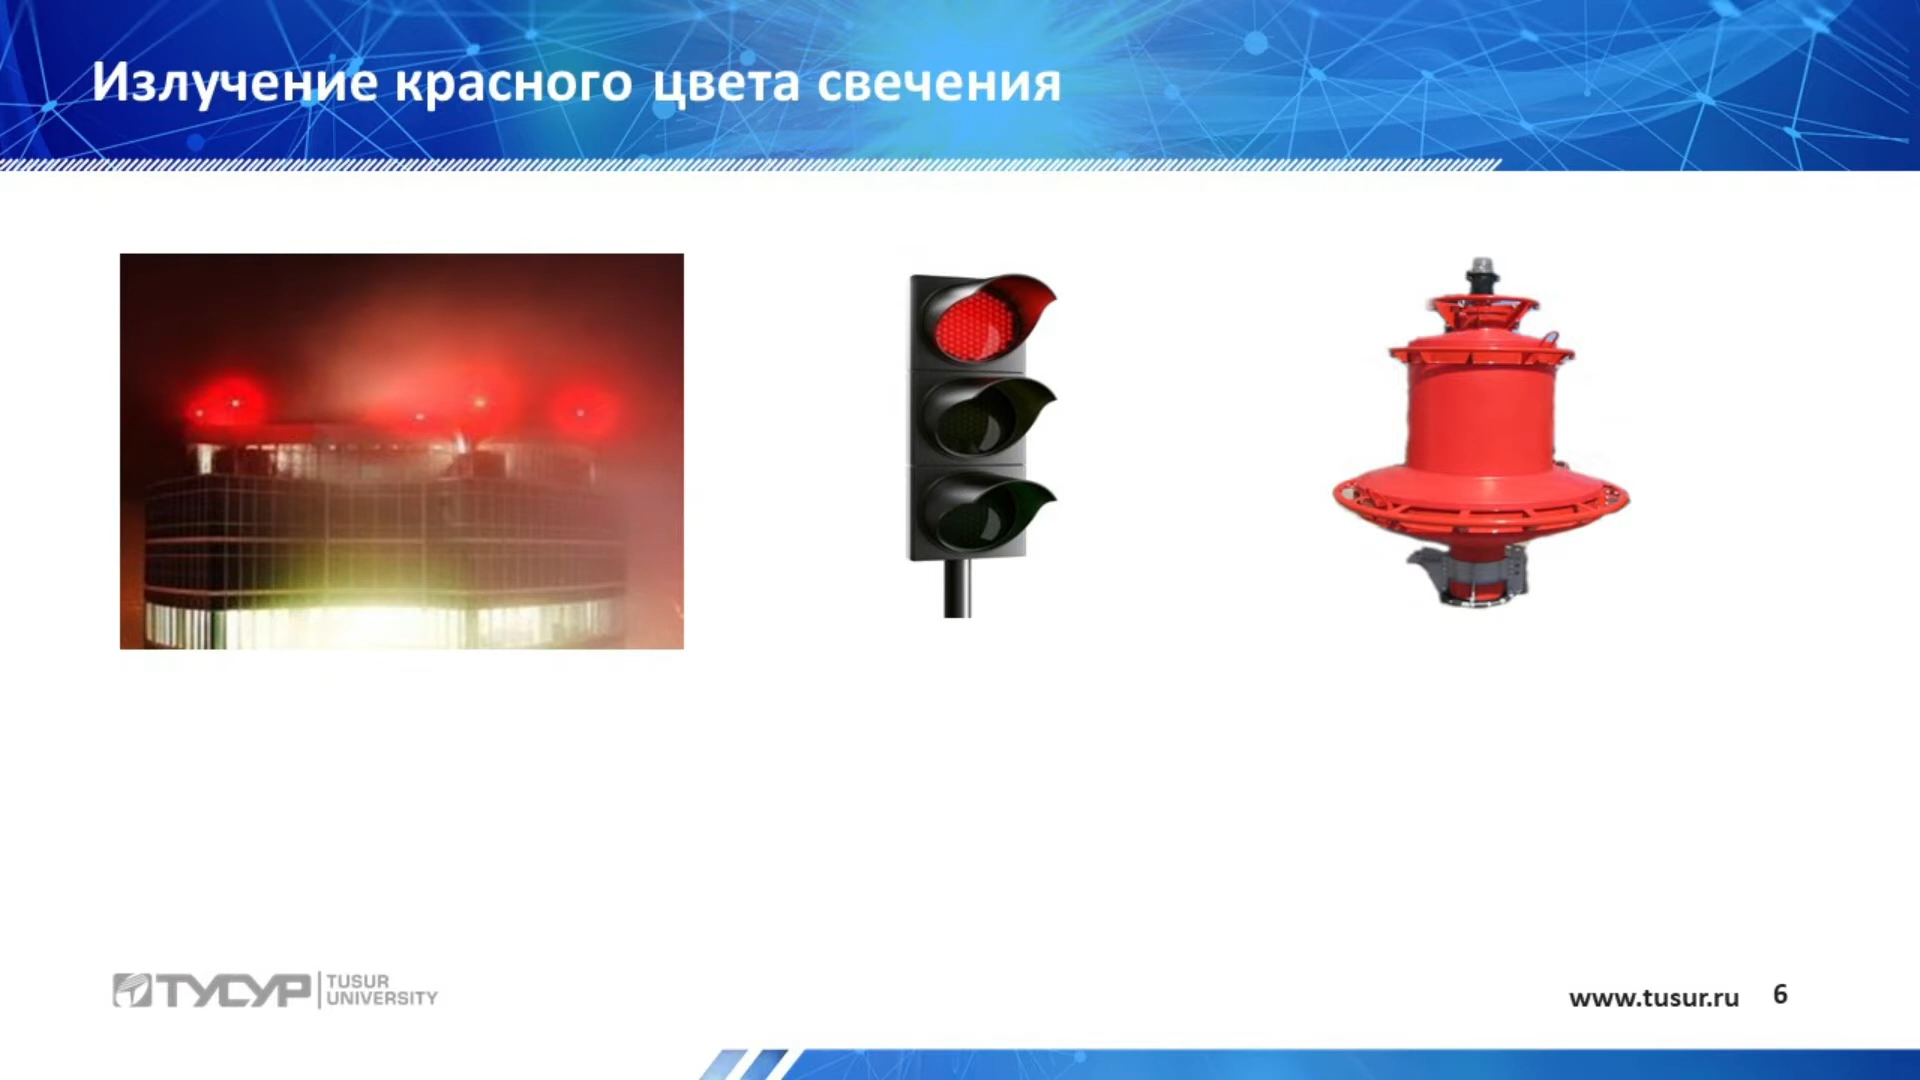 Излучение красного цвета свечения
ТУСУР
TUSUR
UNIVERSITY
www.tusur.ru
6